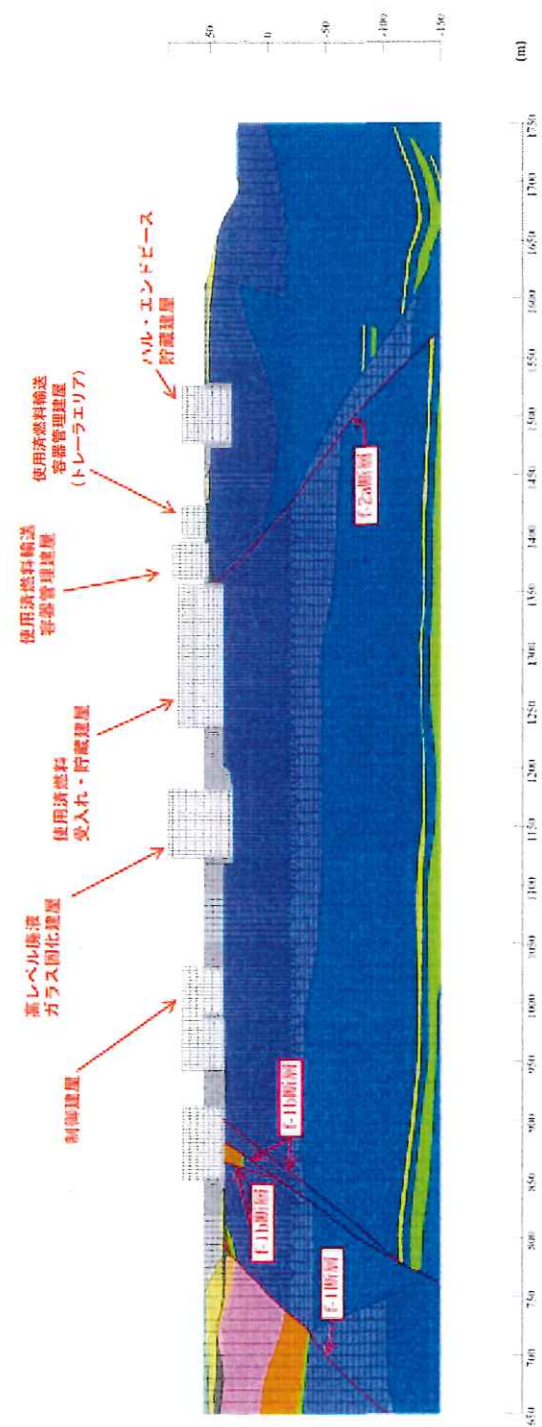 制御建屋
高レベル廃液
ガラス固化建屋
使用済燃料
受入れ・貯蔵建屋
使用済燃料輸送
容器管理建屋
使用済燃料輸送
容器管理建屋
(トレーラエリア)
ハル・エンドピース
貯蔵建屋
f-1断層
f-1b断層
f-1b断層
f-2a断層
50
0
-50
-100
-150
(m)
650 700 750 800 850 900 950 1000 1050 1100 1150 1200 1250 1300 1350 1400 1450 1500 1550 1600 1650 1700 1750